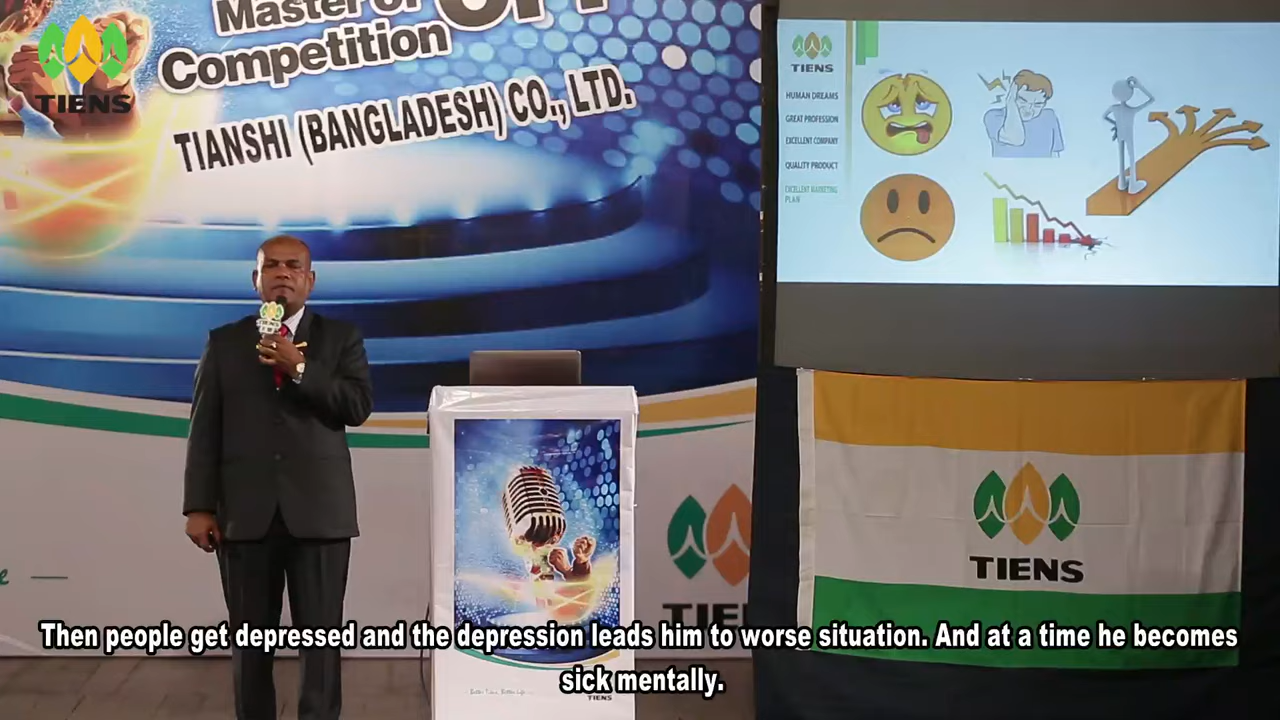 Master of
Competition
TIANSHI (BANGLADESH) CO., LTD.
TIENS
TIENS
HUMAN DREAMS
GREAT PROFESSION
EXCELLENT COMPANY
QUALITY PRODUCT
EXCELLENT MARKETING
PLAN
TIENS
TIENS
Then people get depressed and the depression leads him to worse situation. And at a time he becomes
sick mentally.